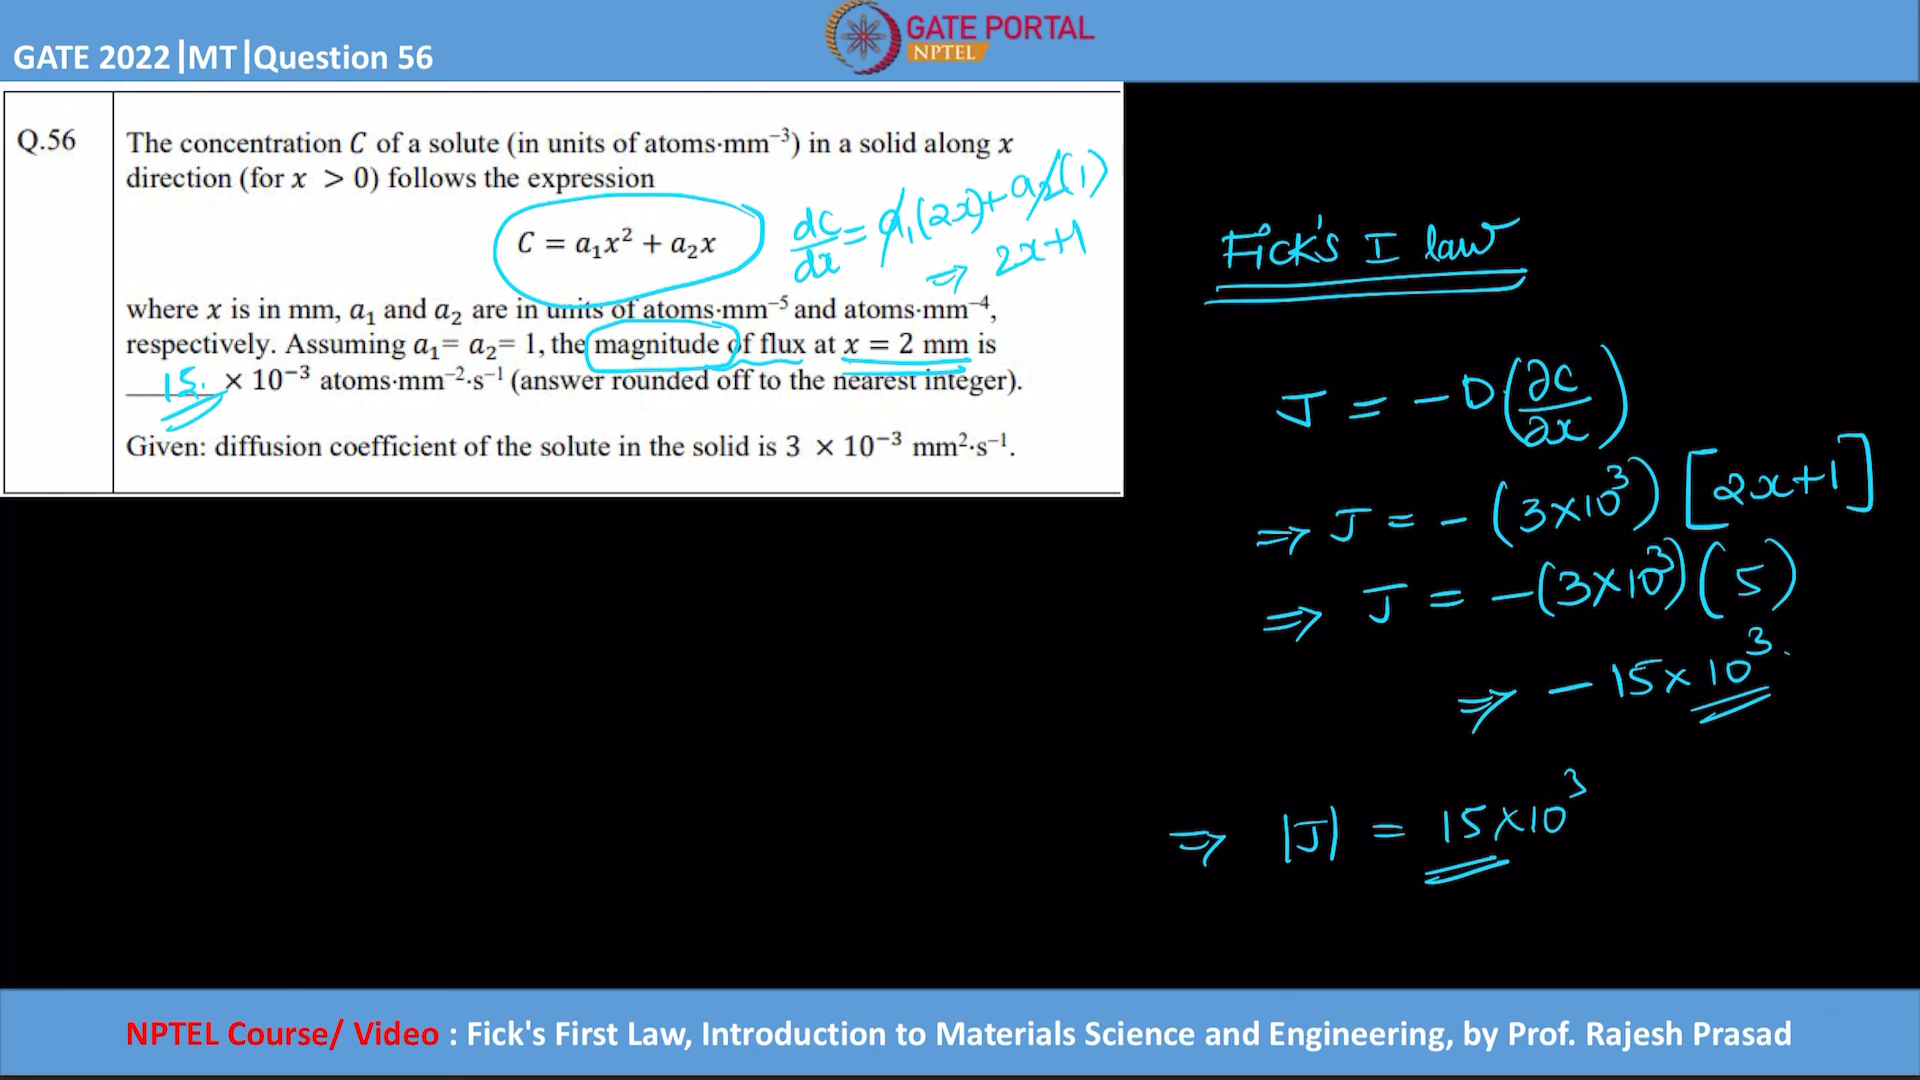 GATE 2022|MT|Question 56
GATE PORTAL
NPTEL
Q.56
The concentration C of a solute (in units of atoms·mm⁻³) in a solid along x
direction (for x > 0) follows the expression
C = a₁x² + a₂x
dC/dx = a₁(2x)+a₂(1)
⇒ 2x+1
where x is in mm, a₁ and a₂ are in units of atoms·mm⁻⁵ and atoms·mm⁻⁴,
respectively. Assuming a₁= a₂= 1, the magnitude of flux at x = 2 mm is
15. × 10⁻³ atoms·mm⁻²·s⁻¹ (answer rounded off to the nearest integer).
Given: diffusion coefficient of the solute in the solid is 3 × 10⁻³ mm²·s⁻¹.
Fick's I law
J = -D(∂C/∂x)
⇒ J = -(3×10³) [2x+1]
⇒ J = -(3×10³)(5)
⇒ -15×10³.
⇒ |J| = 15×10³
NPTEL Course/ Video : Fick's First Law, Introduction to Materials Science and Engineering, by Prof. Rajesh Prasad